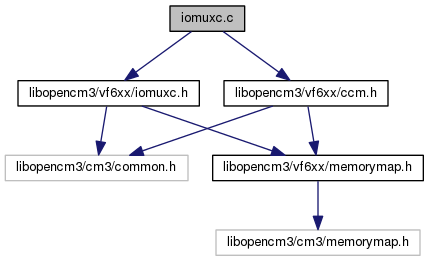 iomuxc.c
libopencm3/vf6xx/iomuxc.h
libopencm3/vf6xx/ccm.h
libopencm3/cm3/common.h
libopencm3/vf6xx/memorymap.h
libopencm3/cm3/memorymap.h